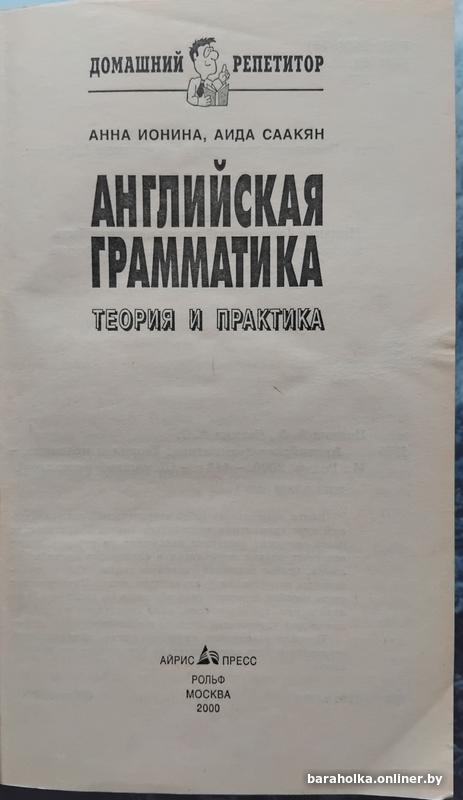 ДОМАШНИЙ РЕПЕТИТОР
АННА ИОНИНА, АИДА СААКЯН
АНГЛИЙСКАЯ
ГРАММАТИКА
ТЕОРИЯ И ПРАКТИКА
АЙРИС ПРЕСС
РОЛЬФ
МОСКВА
2000
baraholka.onliner.by